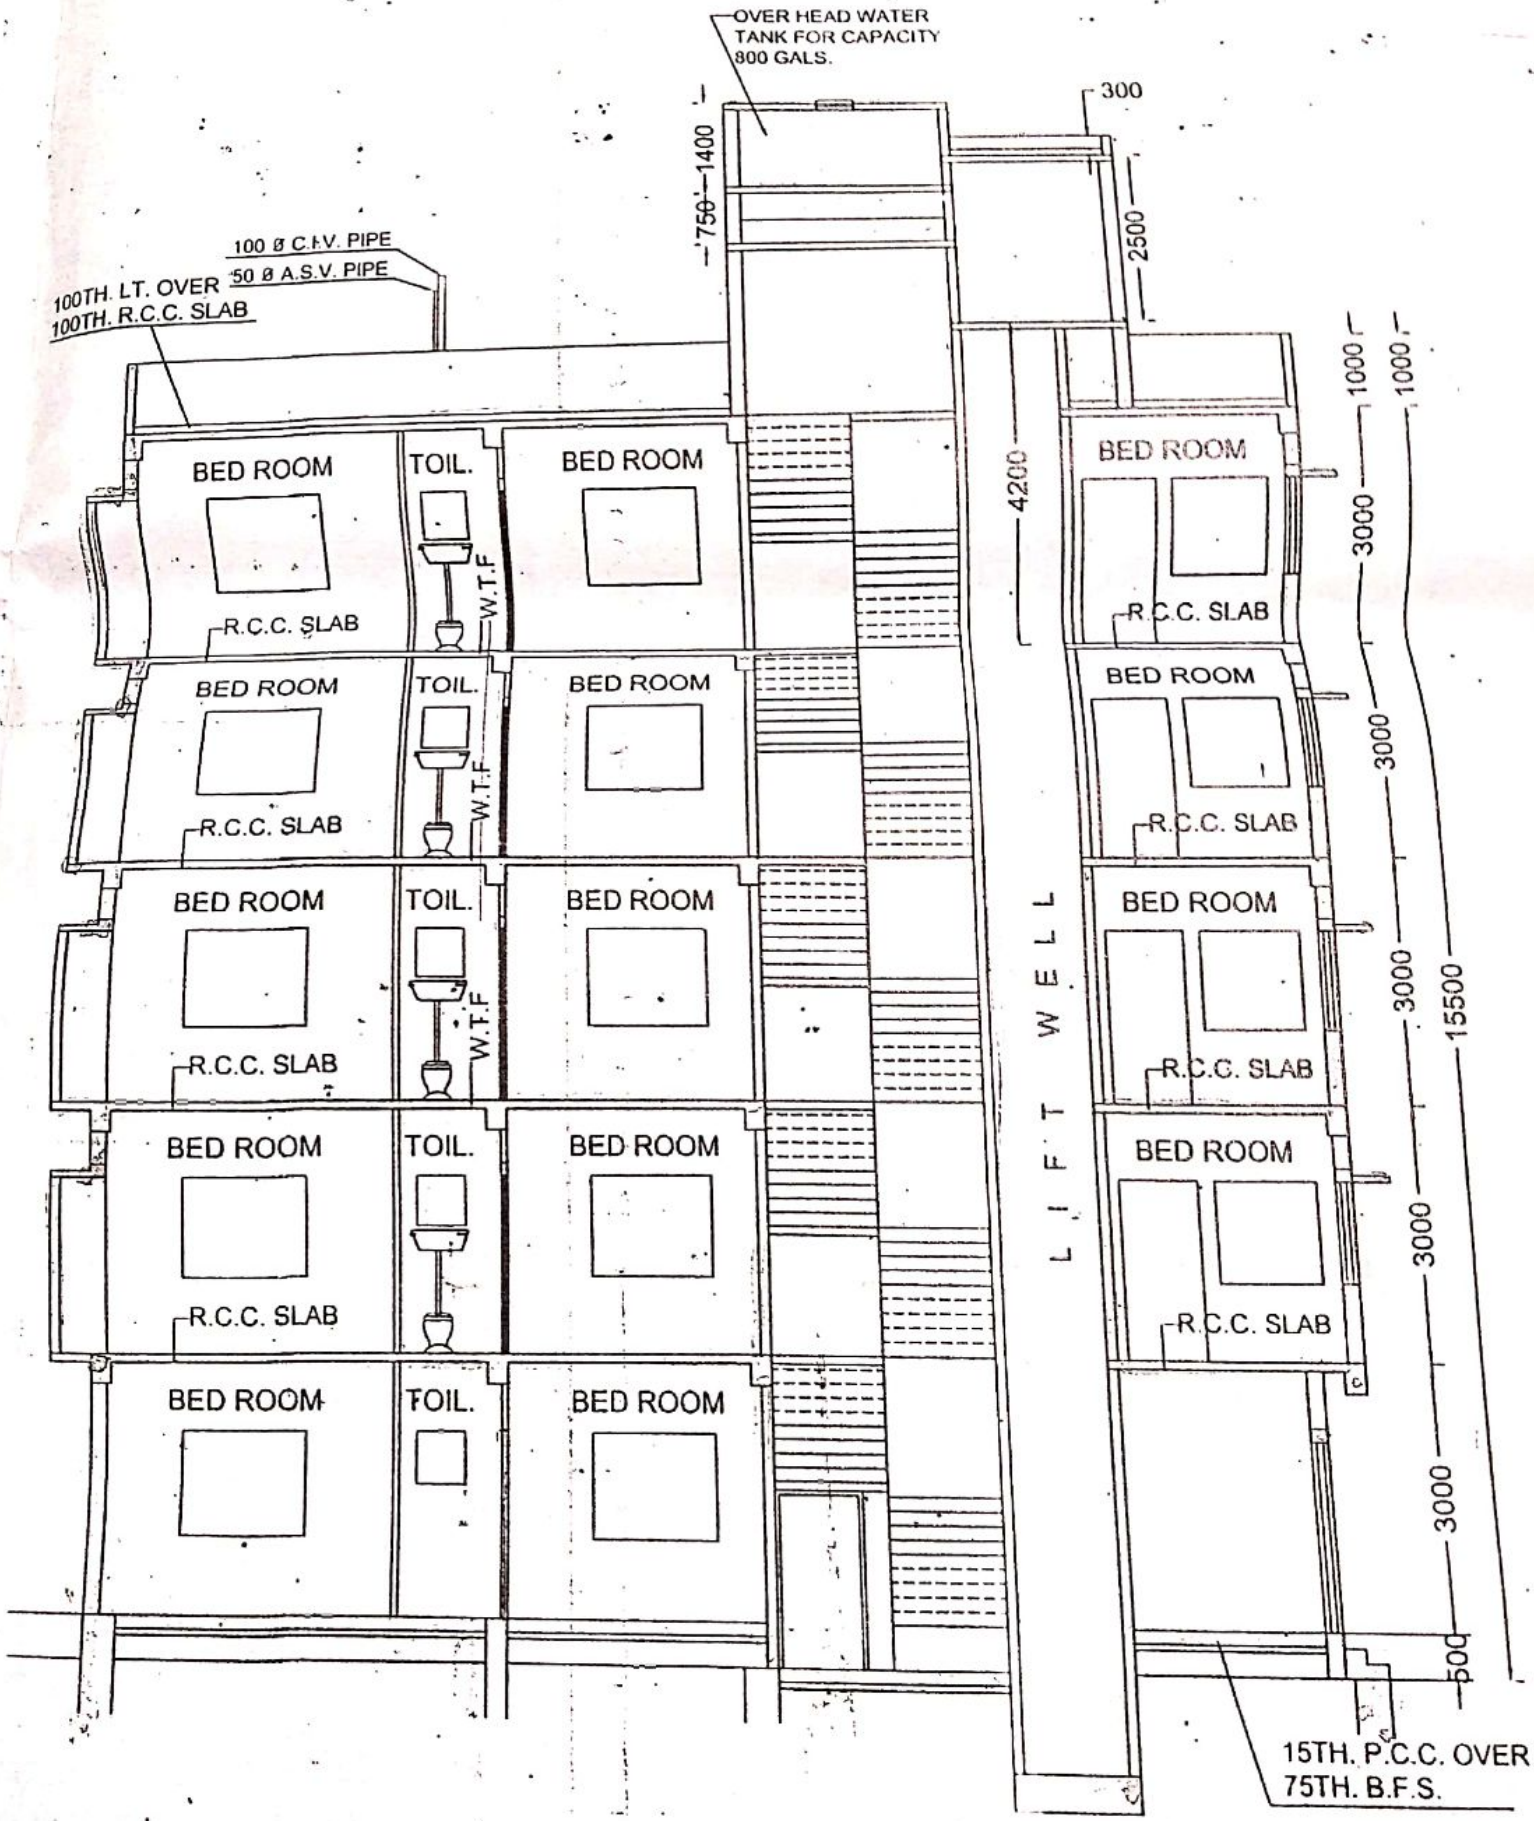 OVER HEAD WATER
TANK FOR CAPACITY
800 GALS.
300
1400
750
2500
100 Ø C.I.V. PIPE
50 Ø A.S.V. PIPE
100TH. LT. OVER
100TH. R.C.C. SLAB
1000
1000
BED ROOM
TOIL.
BED ROOM
4200
BED ROOM
3000
W.T.F
R.C.C. SLAB
R.C.C. SLAB
BED ROOM
TOIL.
BED ROOM
BED ROOM
3000
W.T.F
R.C.C. SLAB
R.C.C. SLAB
BED ROOM
TOIL.
BED ROOM
LIFT WELL
BED ROOM
3000
15500
W.T.F
R.C.C. SLAB
R.C.C. SLAB
BED ROOM
TOIL.
BED ROOM
BED ROOM
3000
R.C.C. SLAB
R.C.C. SLAB
BED ROOM
TOIL.
BED ROOM
3000
500
15TH. P.C.C. OVER
75TH. B.F.S.